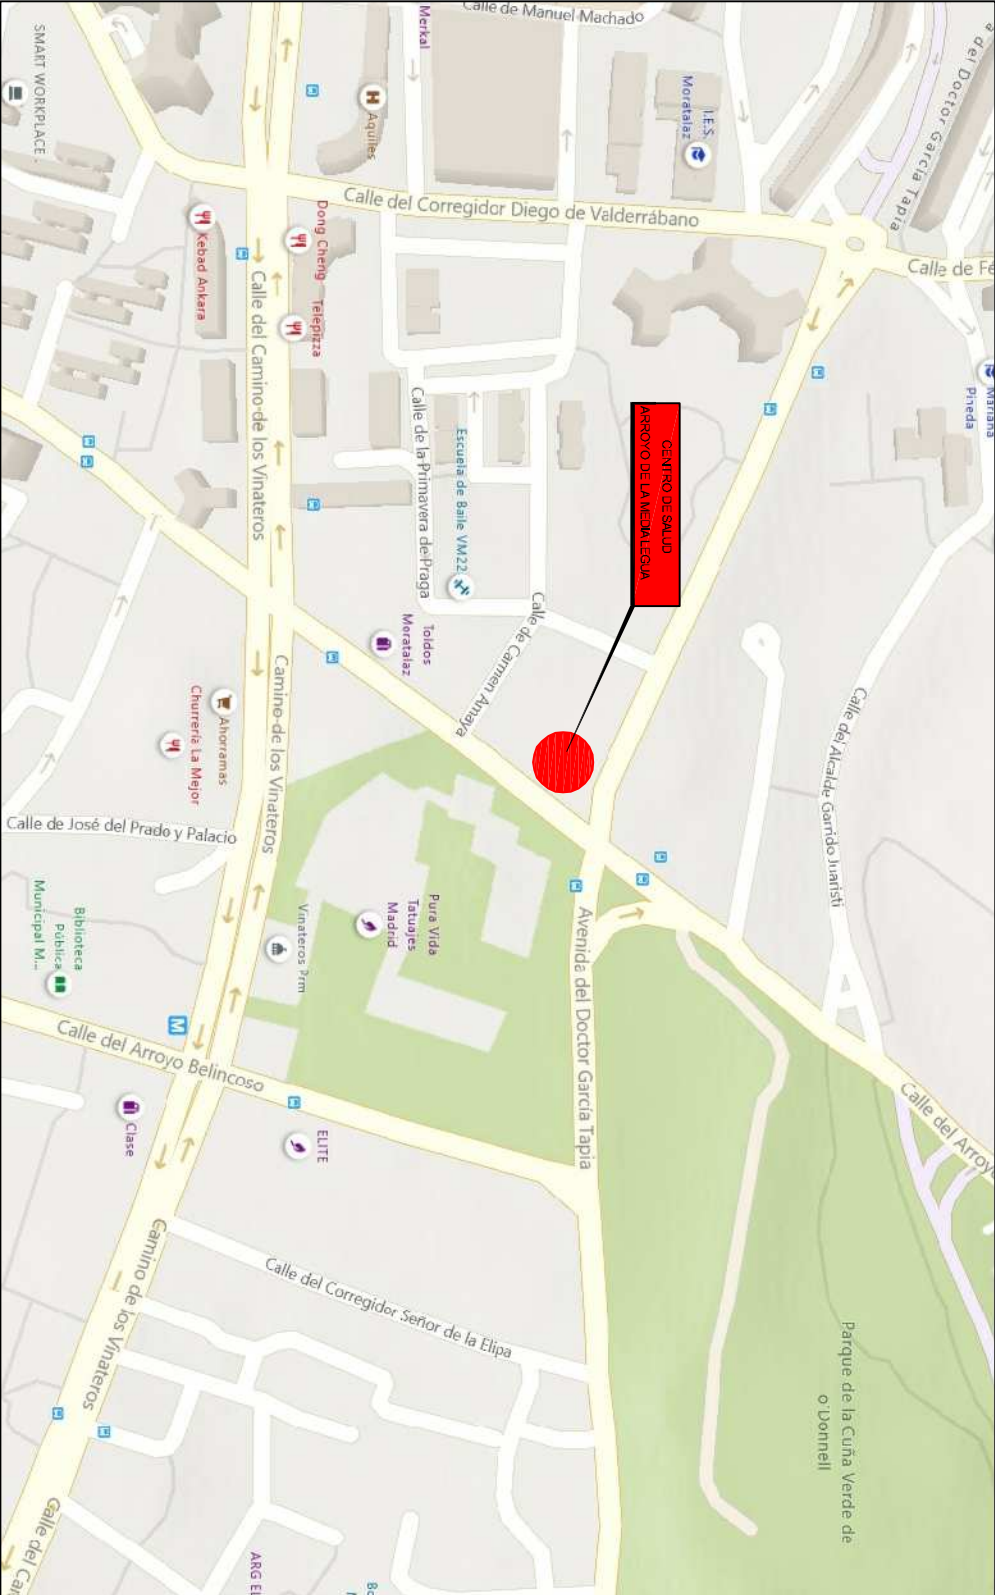 Calle de Manuel Machado
Merkal
SMART WORKPLACE
Aquiles
I.E.S.
Moratalaz
del Doctor García Tapia
Calle del Corregidor Diego de Valderrábano
Calle de Fé
Kebad Ankara
Dong Cheng
Telepizza
Mariana
Pineda
Calle del Camino de los Vinateros
Calle de la Primavera de Praga
Escuela de Baile VM22
CENTRO DE SALUD
ARROYO DE LA MEDIA LEGUA
Calle de Carmen Amaya
Toldos
Moratalaz
Camino de los Vinateros
Ahorramas
Churrería La Mejor
Calle del Alcalde Garrido Juaristi
Calle de José del Prado y Palacio
Biblioteca
Pública
Municipal M...
Vinateros Prm
Pura Vida
Tatuajes
Madrid
Avenida del Doctor García Tapia
M
Calle del Arroyo Belincoso
Calle del Arroyo
Clase
ELITE
Camino de los Vinateros
Calle del Corregidor Señor de la Elipa
Parque de la Cuña Verde de
O'Donnell
Calle del Ca
ARG EL